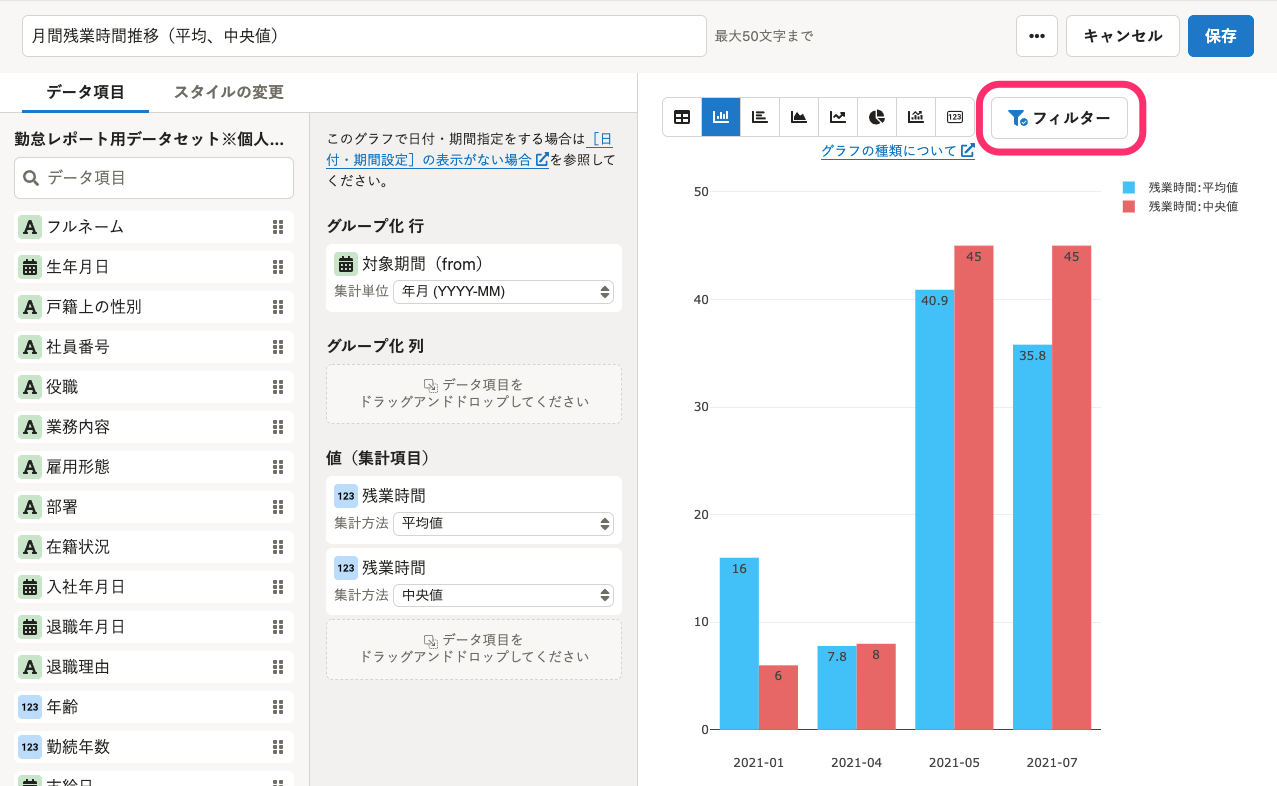 月間残業時間推移（平均、中央値）
最大50文字まで
キャンセル
保存
データ項目
スタイルの変更
勤怠レポート用データセット※個人...
データ項目
フルネーム
生年月日
戸籍上の性別
社員番号
役職
業務内容
雇用形態
部署
在籍状況
入社年月日
退職年月日
退職理由
123 年齢
123 勤続年数
支給日
このグラフで日付・期間指定をする場合は［日
付・期間設定］の表示がない場合を参照して
ください。
グループ化 行
対象期間（from）
集計単位 年月 (YYYY-MM)
グループ化 列
データ項目を
ドラッグアンドドロップしてください
値（集計項目）
123 残業時間
集計方法 平均値
123 残業時間
集計方法 中央値
データ項目を
ドラッグアンドドロップしてください
123
フィルター
グラフの種類について
残業時間:平均値
残業時間:中央値
50
40
30
20
10
0
16
6
7.8
8
40.9
45
35.8
45
2021-01
2021-04
2021-05
2021-07